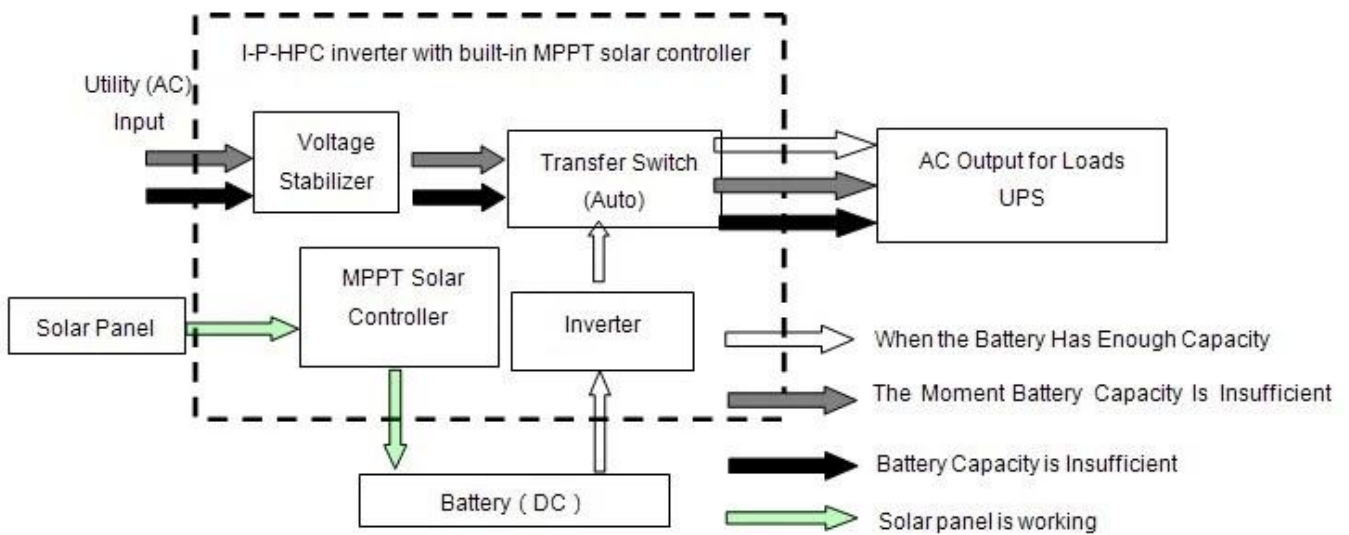 I-P-HPC inverter with built-in MPPT solar controller
Utility (AC)
Input
Voltage
Stabilizer
Transfer Switch
(Auto)
AC Output for Loads
UPS
MPPT Solar
Controller
Solar Panel
Inverter
Battery ( DC )
When the Battery Has Enough Capacity
The Moment Battery Capacity Is Insufficient
Battery Capacity is Insufficient
Solar panel is working